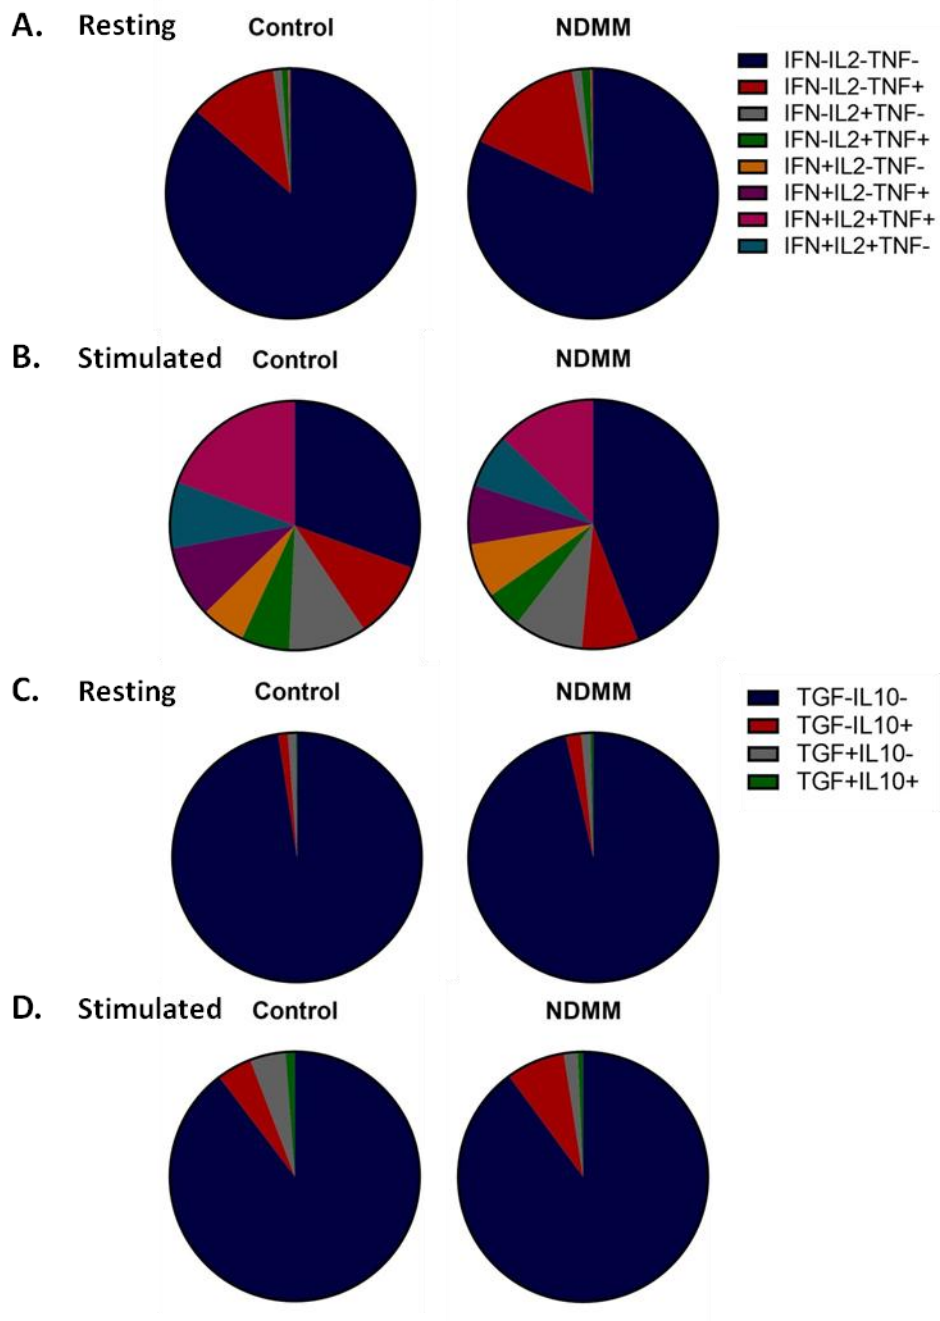 A. Resting Control NDMM
IFN-IL2-TNF-
IFN-IL2-TNF+
IFN-IL2+TNF-
IFN-IL2+TNF+
IFN+IL2-TNF-
IFN+IL2-TNF+
IFN+IL2+TNF+
IFN+IL2+TNF-
B. Stimulated Control NDMM
C. Resting Control NDMM
TGF-IL10-
TGF-IL10+
TGF+IL10-
TGF+IL10+
D. Stimulated Control NDMM